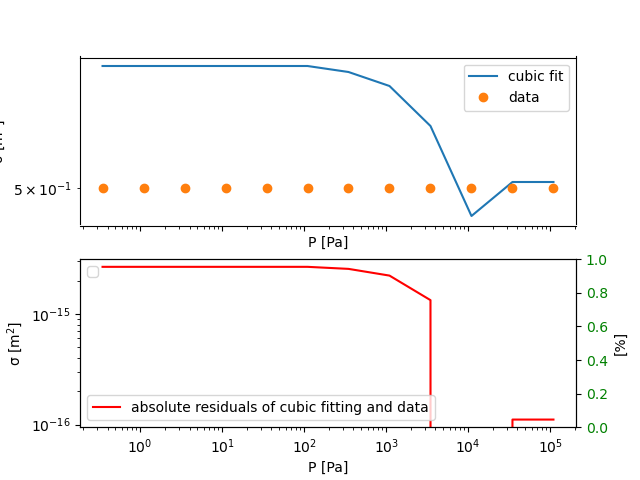 cubic fit
data
5 × 10⁻¹
P [Pa]
σ [m²]
10⁻¹⁵
10⁻¹⁶
absolute residuals of cubic fitting and data
1.0
0.8
0.6
0.4
0.2
0.0
[%]
10⁰
10¹
10²
10³
10⁴
10⁵
P [Pa]